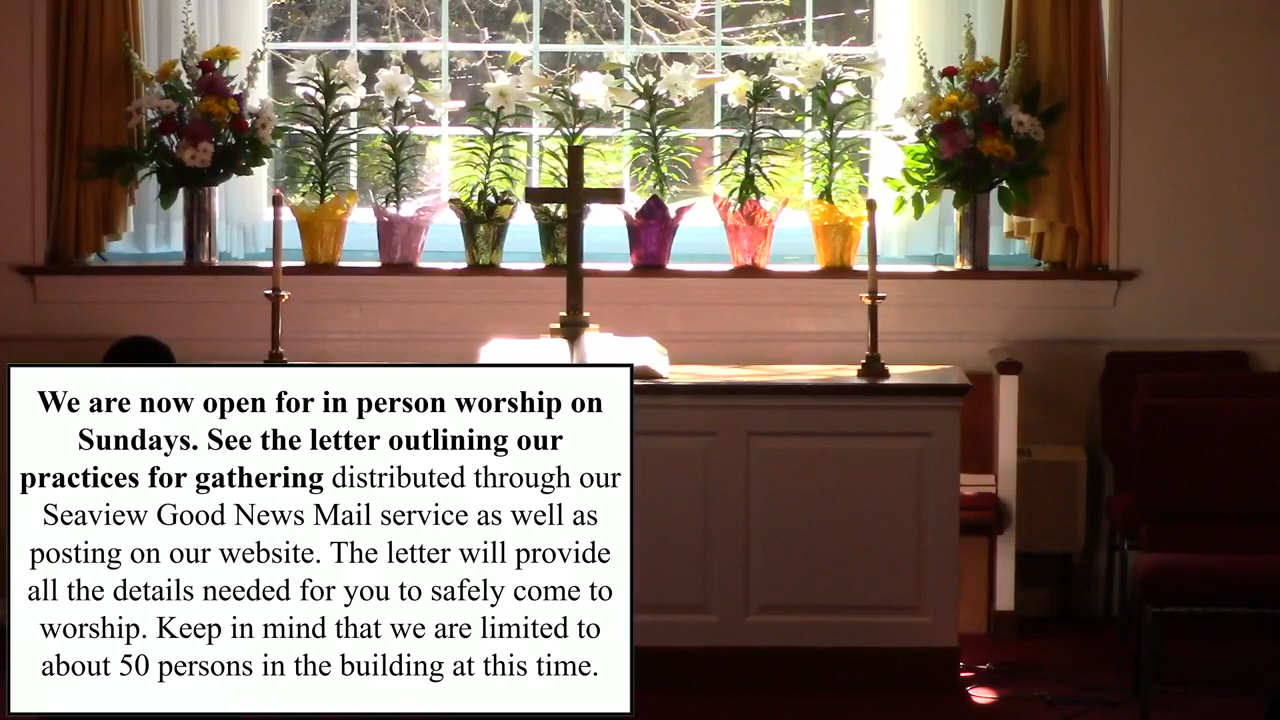 We are now open for in person worship on
Sundays. See the letter outlining our
practices for gathering distributed through our
Seaview Good News Mail service as well as
posting on our website. The letter will provide
all the details needed for you to safely come to
worship. Keep in mind that we are limited to
about 50 persons in the building at this time.